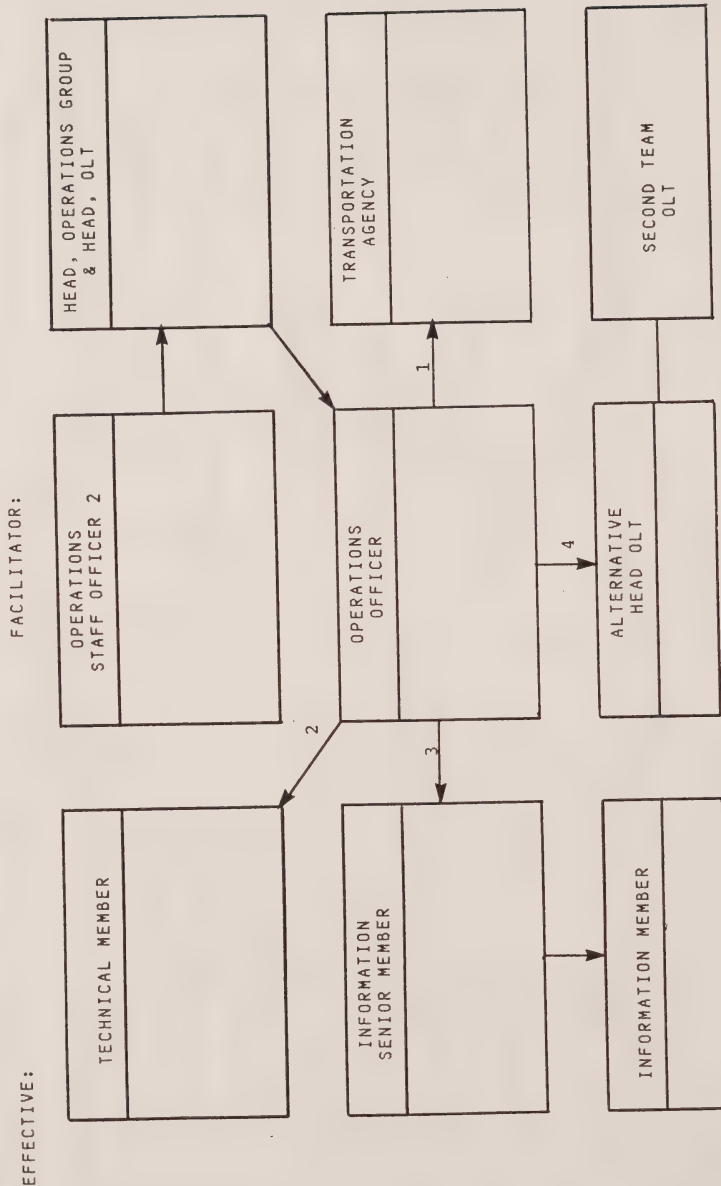 EFFECTIVE:
FACILITATOR:
TECHNICAL MEMBER
OPERATIONS
STAFF OFFICER 2
HEAD, OPERATIONS GROUP
& HEAD, OLT
2
INFORMATION
SENIOR MEMBER
OPERATIONS
OFFICER
TRANSPORTATION
AGENCY
3
1
4
INFORMATION MEMBER
ALTERNATIVE
HEAD OLT
SECOND TEAM
OLT